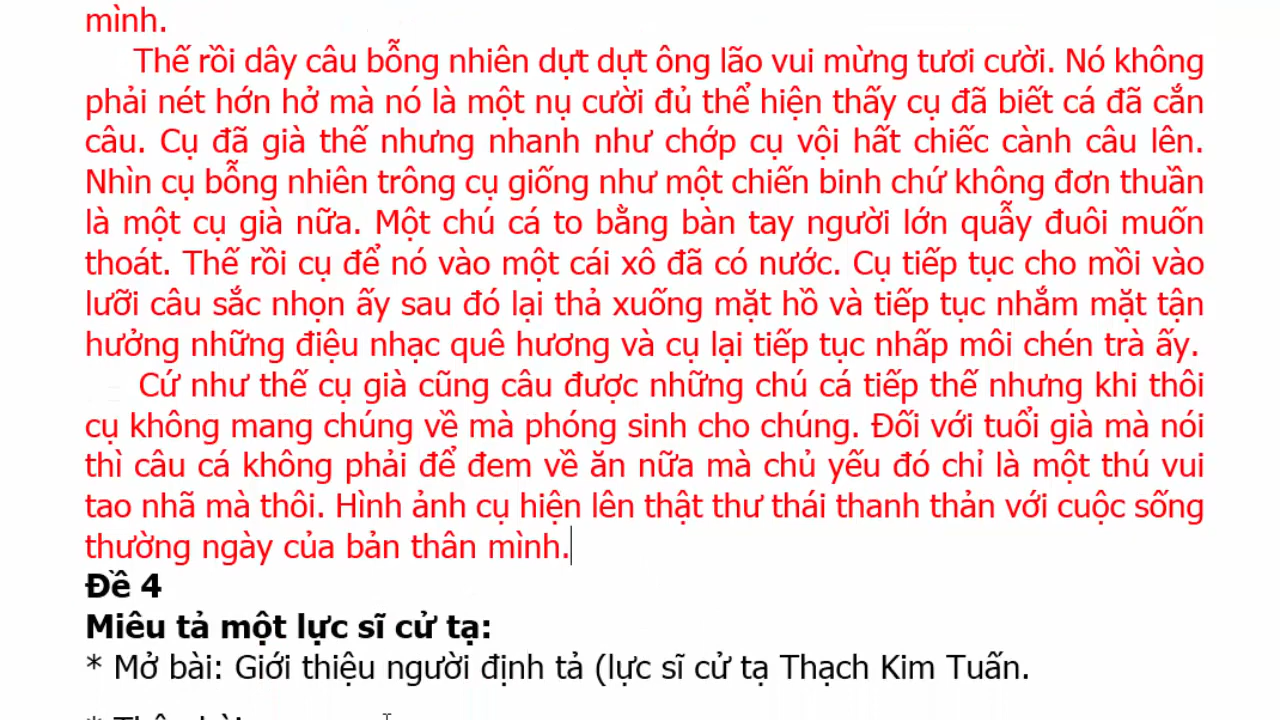 mình.
Thế rồi dây câu bỗng nhiên dựt dựt ông lão vui mừng tươi cười. Nó không
phải nét hớn hở mà nó là một nụ cười đủ thể hiện thấy cụ đã biết cá đã cắn
câu. Cụ đã già thế nhưng nhanh như chớp cụ vội hất chiếc cành câu lên.
Nhìn cụ bỗng nhiên trông cụ giống như một chiến binh chứ không đơn thuần
là một cụ già nữa. Một chú cá to bằng bàn tay người lớn quẫy đuôi muốn
thoát. Thế rồi cụ để nó vào một cái xô đã có nước. Cụ tiếp tục cho mồi vào
lưỡi câu sắc nhọn ấy sau đó lại thả xuống mặt hồ và tiếp tục nhắm mặt tận
hưởng những điệu nhạc quê hương và cụ lại tiếp tục nhấp môi chén trà ấy.
Cứ như thế cụ già cũng câu được những chú cá tiếp thế nhưng khi thôi
cụ không mang chúng về mà phóng sinh cho chúng. Đối với tuổi già mà nói
thì câu cá không phải để đem về ăn nữa mà chủ yếu đó chỉ là một thú vui
tao nhã mà thôi. Hình ảnh cụ hiện lên thật thư thái thanh thản với cuộc sống
thường ngày của bản thân mình.
Đề 4
Miêu tả một lực sĩ cử tạ:
* Mở bài: Giới thiệu người định tả (lực sĩ cử tạ Thạch Kim Tuấn.